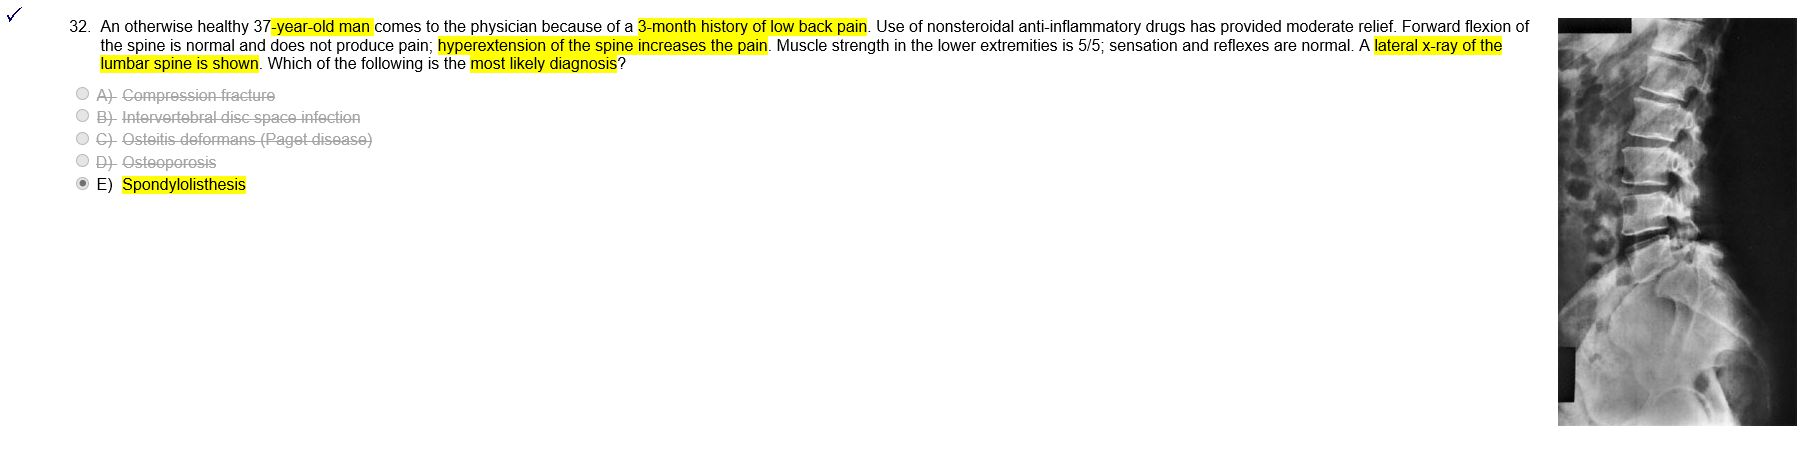 32. An otherwise healthy 37-year-old man comes to the physician because of a 3-month history of low back pain. Use of nonsteroidal anti-inflammatory drugs has provided moderate relief. Forward flexion of
the spine is normal and does not produce pain; hyperextension of the spine increases the pain. Muscle strength in the lower extremities is 5/5; sensation and reflexes are normal. A lateral x-ray of the
lumbar spine is shown. Which of the following is the most likely diagnosis?
A) Compression fracture
B) Intervertebral disc space infection
C) Osteitis deformans (Paget disease)
D) Osteoporosis
E) Spondylolisthesis